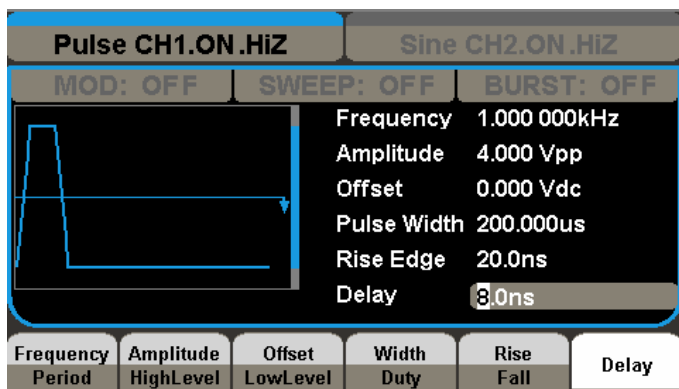 Pulse CH1.ON.HiZ Sine CH2.ON.HiZ
MOD: OFF SWEEP: OFF BURST: OFF
Frequency 1.000 000kHz
Amplitude 4.000 Vpp
Offset 0.000 Vdc
Pulse Width 200.000us
Rise Edge 20.0ns
Delay 8.0ns
Frequency Amplitude Offset Width Rise Delay
Period HighLevel LowLevel Duty Fall